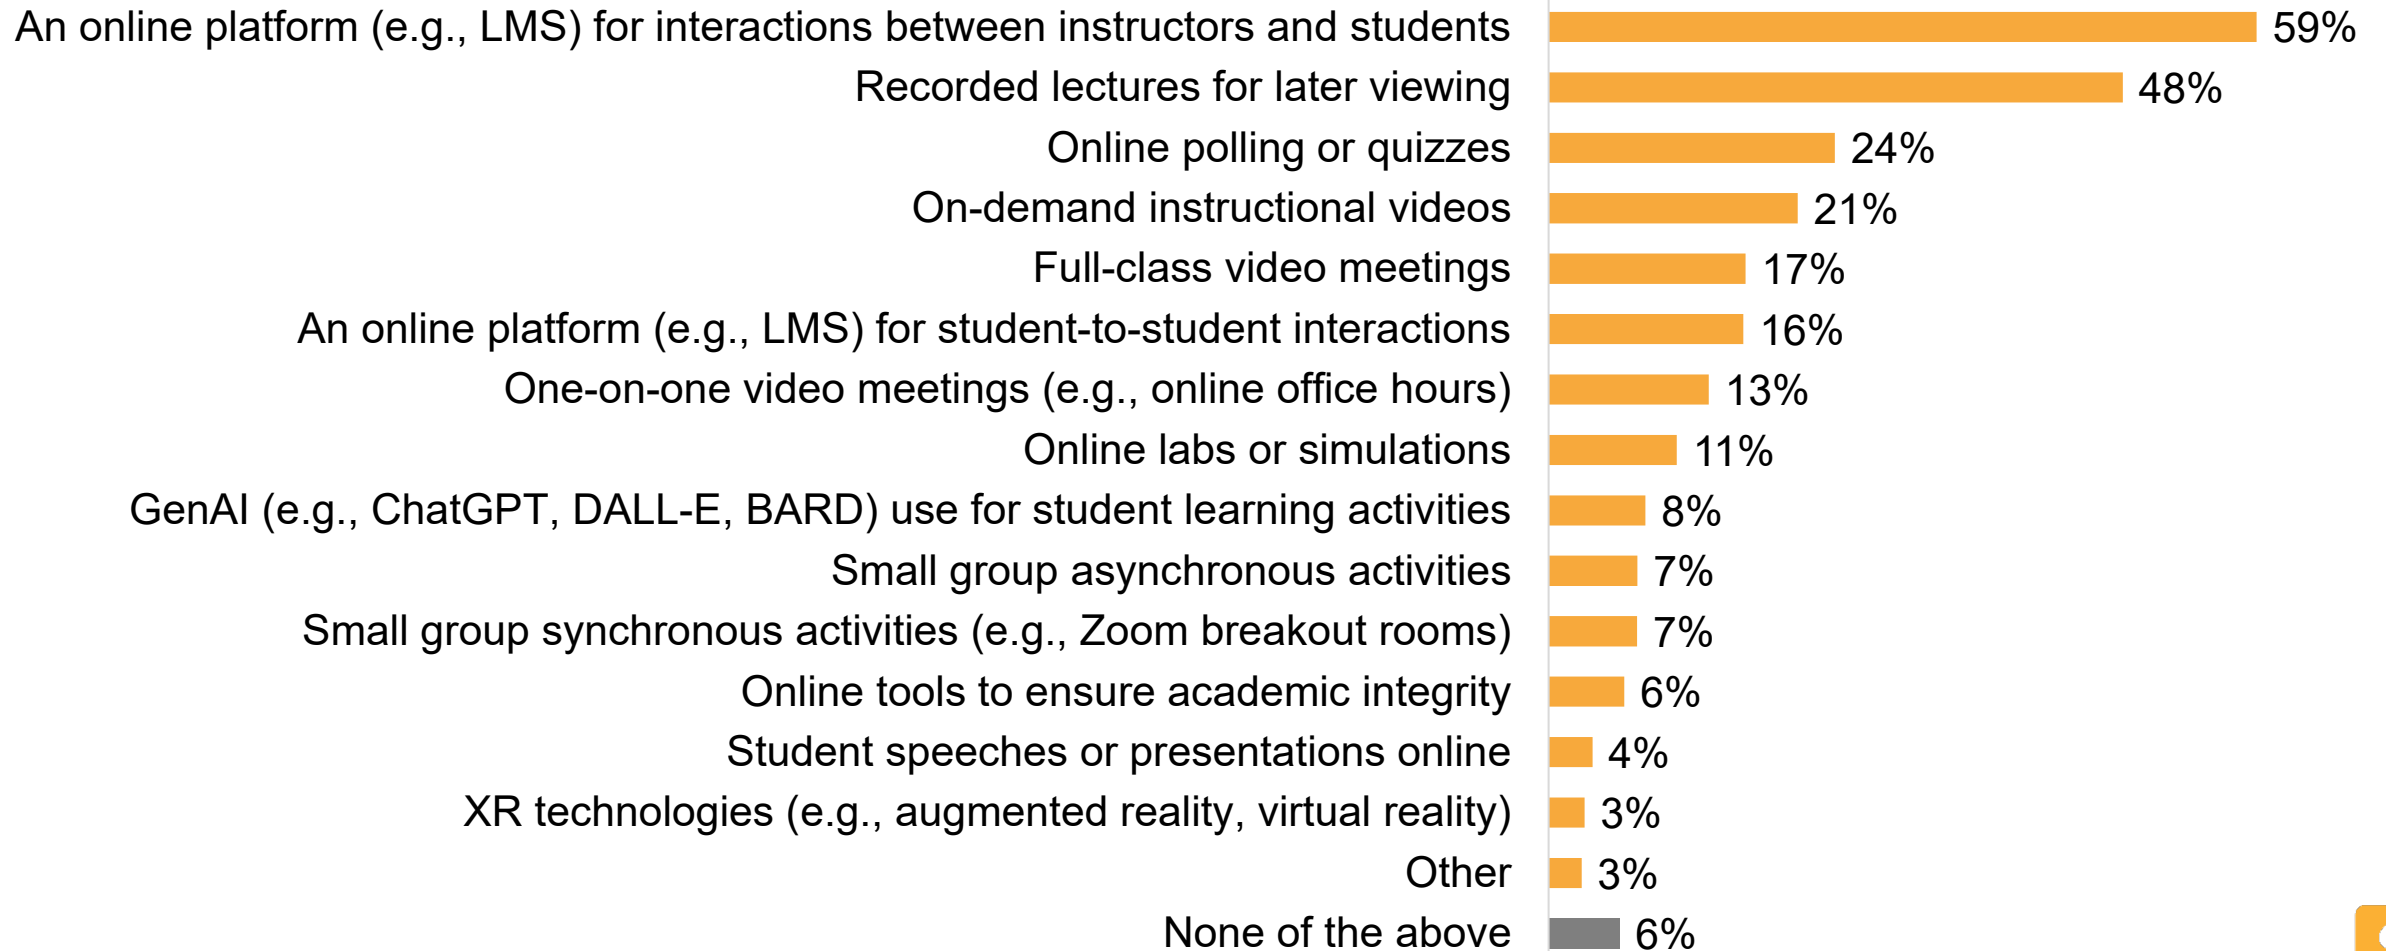 An online platform (e.g., LMS) for interactions between instructors and students 59%
Recorded lectures for later viewing 48%
Online polling or quizzes 24%
On-demand instructional videos 21%
Full-class video meetings 17%
An online platform (e.g., LMS) for student-to-student interactions 16%
One-on-one video meetings (e.g., online office hours) 13%
Online labs or simulations 11%
GenAI (e.g., ChatGPT, DALL-E, BARD) use for student learning activities 8%
Small group asynchronous activities 7%
Small group synchronous activities (e.g., Zoom breakout rooms) 7%
Online tools to ensure academic integrity 6%
Student speeches or presentations online 4%
XR technologies (e.g., augmented reality, virtual reality) 3%
Other 3%
None of the above 6%